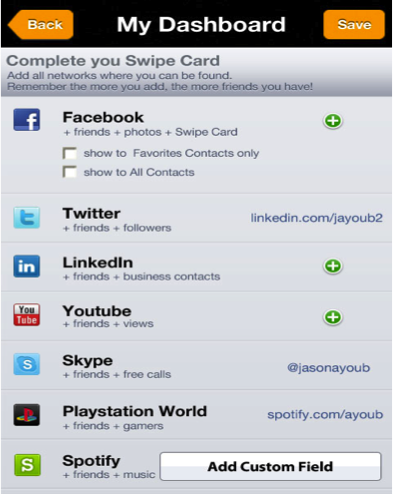 Back
My Dashboard
Save
Complete you Swipe Card
Add all networks where you can be found.
Remember the more you add, the more friends you have!
f
Facebook
+ friends + photos + Swipe Card
show to Favorites Contacts only
show to All Contacts
t
Twitter
linkedin.com/jayoub2
+ friends + followers
in
LinkedIn
+ friends + business contacts
You
Tube
Youtube
+ friends + views
S
Skype
@jasonayoub
+ friends + free calls
Playstation World
spotify.com/ayoub
+ friends + gamers
S
Spotify
Add Custom Field
+ friends + music